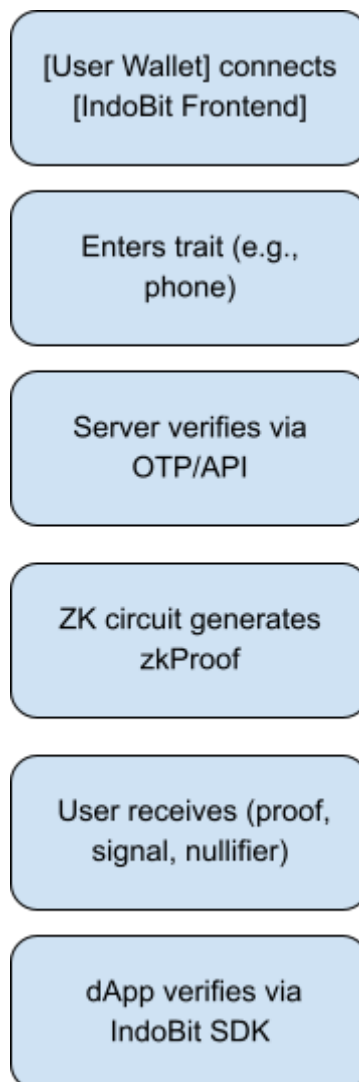 [User Wallet] connects
[IndoBit Frontend]
Enters trait (e.g.,
phone)
Server verifies via
OTP/API
ZK circuit generates
zkProof
User receives (proof,
signal, nullifier)
dApp verifies via
IndoBit SDK